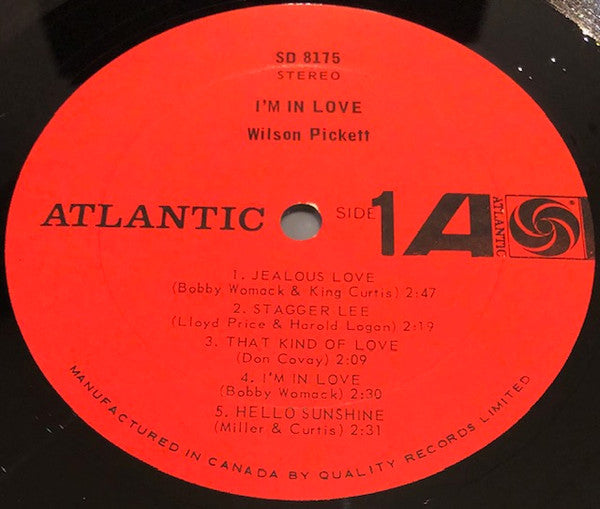 SD 8175
STEREO
I'M IN LOVE
Wilson Pickett
ATLANTIC
SIDE 1
A
ATLANTIC
1. JEALOUS LOVE
(Bobby Womack & King Curtis) 2:47
2. STAGGER LEE
(Lloyd Price & Harold Logan) 2:19
3. THAT KIND OF LOVE
(Don Covay) 2:09
4. I'M IN LOVE
(Bobby Womack) 2:30
5. HELLO SUNSHINE
(Miller & Curtis) 2:31
MANUFACTURED IN CANADA BY QUALITY RECORDS LIMITED